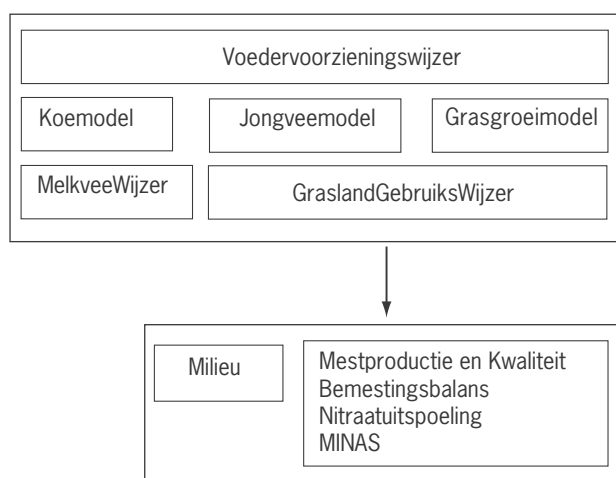 Voedervoorzieningswijzer
Koemodel
Jongveemodel
Grasgroeimodel
MelkveeWijzer
GraslandGebruiksWijzer
Milieu
Mestproductie en Kwaliteit
Bemestingsbalans
Nitraatuitspoeling
MINAS